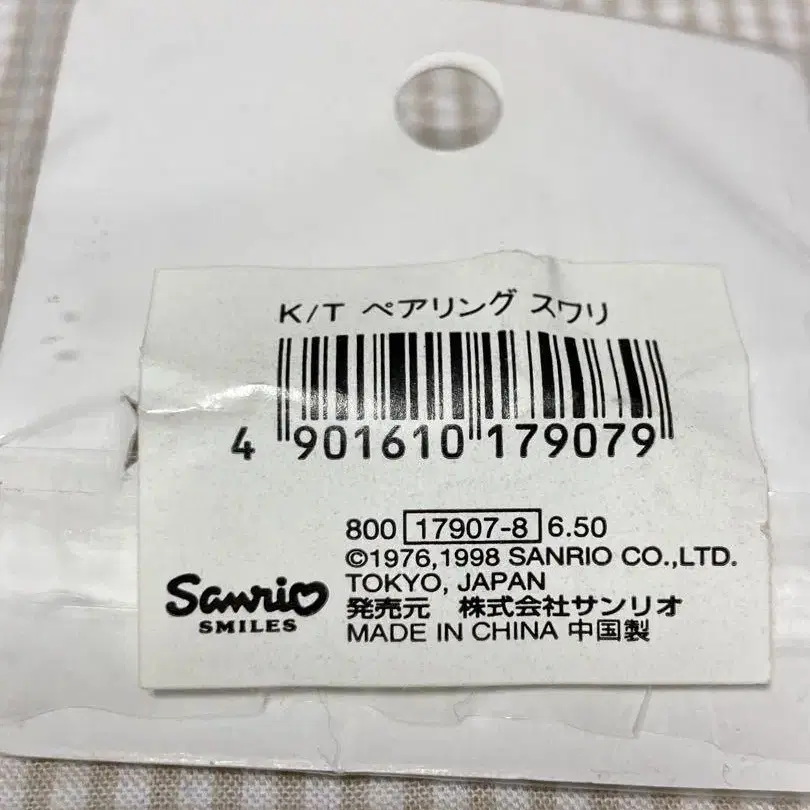 K/T ペアリング スワリ
4 901610 179079
800 17907-8 6.50
©1976,1998 SANRIO CO.,LTD.
TOKYO, JAPAN
Sanrio
SMILES
発売元 株式会社サンリオ
MADE IN CHINA 中国製